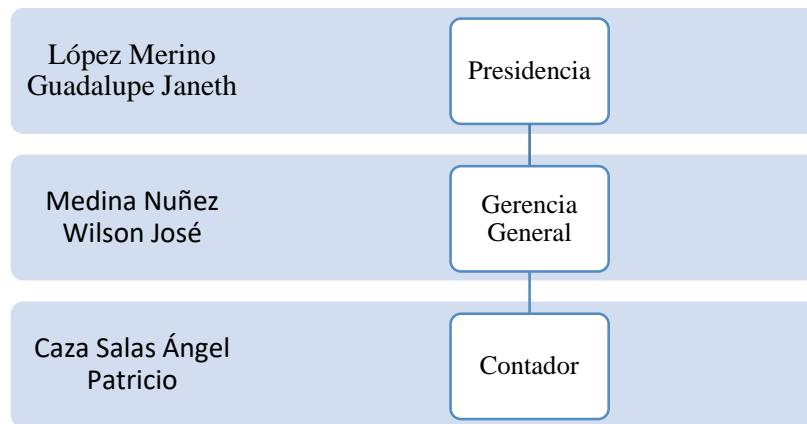 López Merino
Guadalupe Janeth
Presidencia
Medina Nuñez
Wilson José
Gerencia
General
Caza Salas Ángel
Patricio
Contador